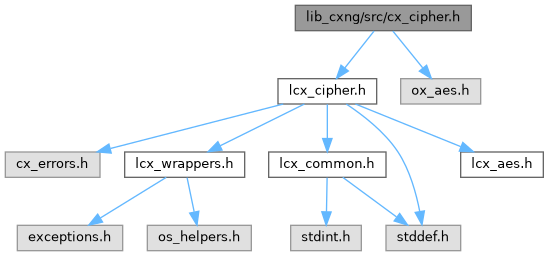 lib_cxng/src/cx_cipher.h
lcx_cipher.h
ox_aes.h
cx_errors.h
lcx_wrappers.h
lcx_common.h
lcx_aes.h
exceptions.h
os_helpers.h
stdint.h
stddef.h